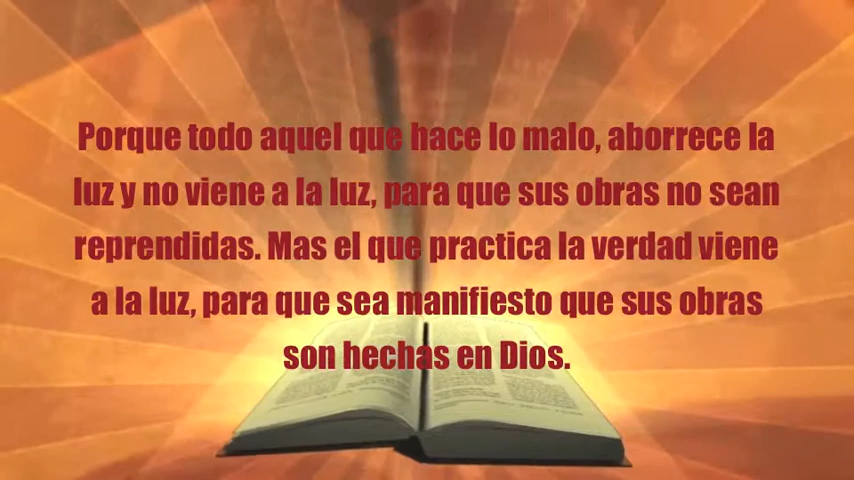 Porque todo aquel que hace lo malo, aborrece la
luz y no viene a la luz, para que sus obras no sean
reprendidas. Mas el que practica la verdad viene
a la luz, para que sea manifiesto que sus obras
son hechas en Dios.